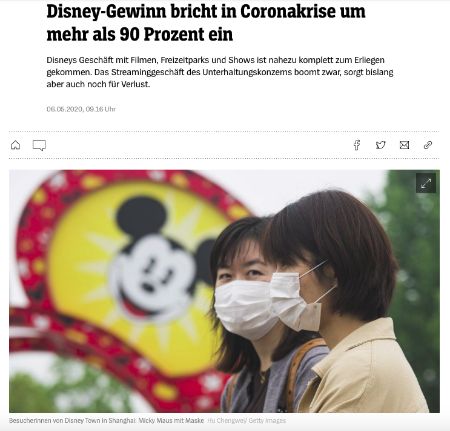 Disney-Gewinn bricht in Coronakrise um
mehr als 90 Prozent ein
Disneys Geschäft mit Filmen, Freizeitparks und Shows ist nahezu komplett zum Erliegen
gekommen. Das Streaminggeschäft des Unterhaltungskonzerns boomt zwar, sorgt bislang
aber auch noch für Verlust.
06.05.2020, 09.16 Uhr
Besucherinnen von Disney Town in Shanghai: Micky Maus mit Maske Hu Chengwei/ Getty Images